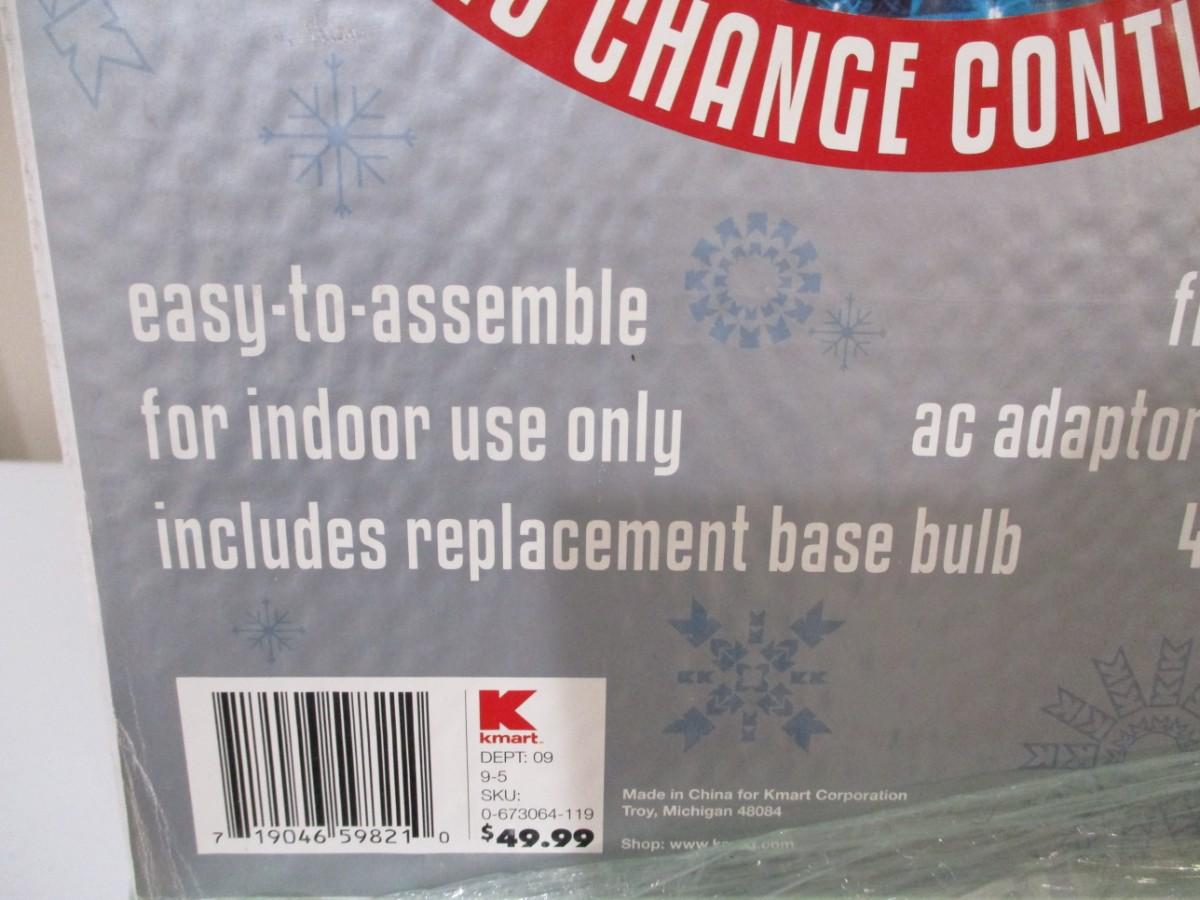 CHANGE
easy-to-assemble
for indoor use only
ac adaptor
includes replacement base bulb
4
K
kmart
DEPT: 09
9-5
SKU:
0-673064-119
$49.99
7 19046 59821 0
Made in China for Kmart Corporation
Troy, Michigan 48084
Shop: